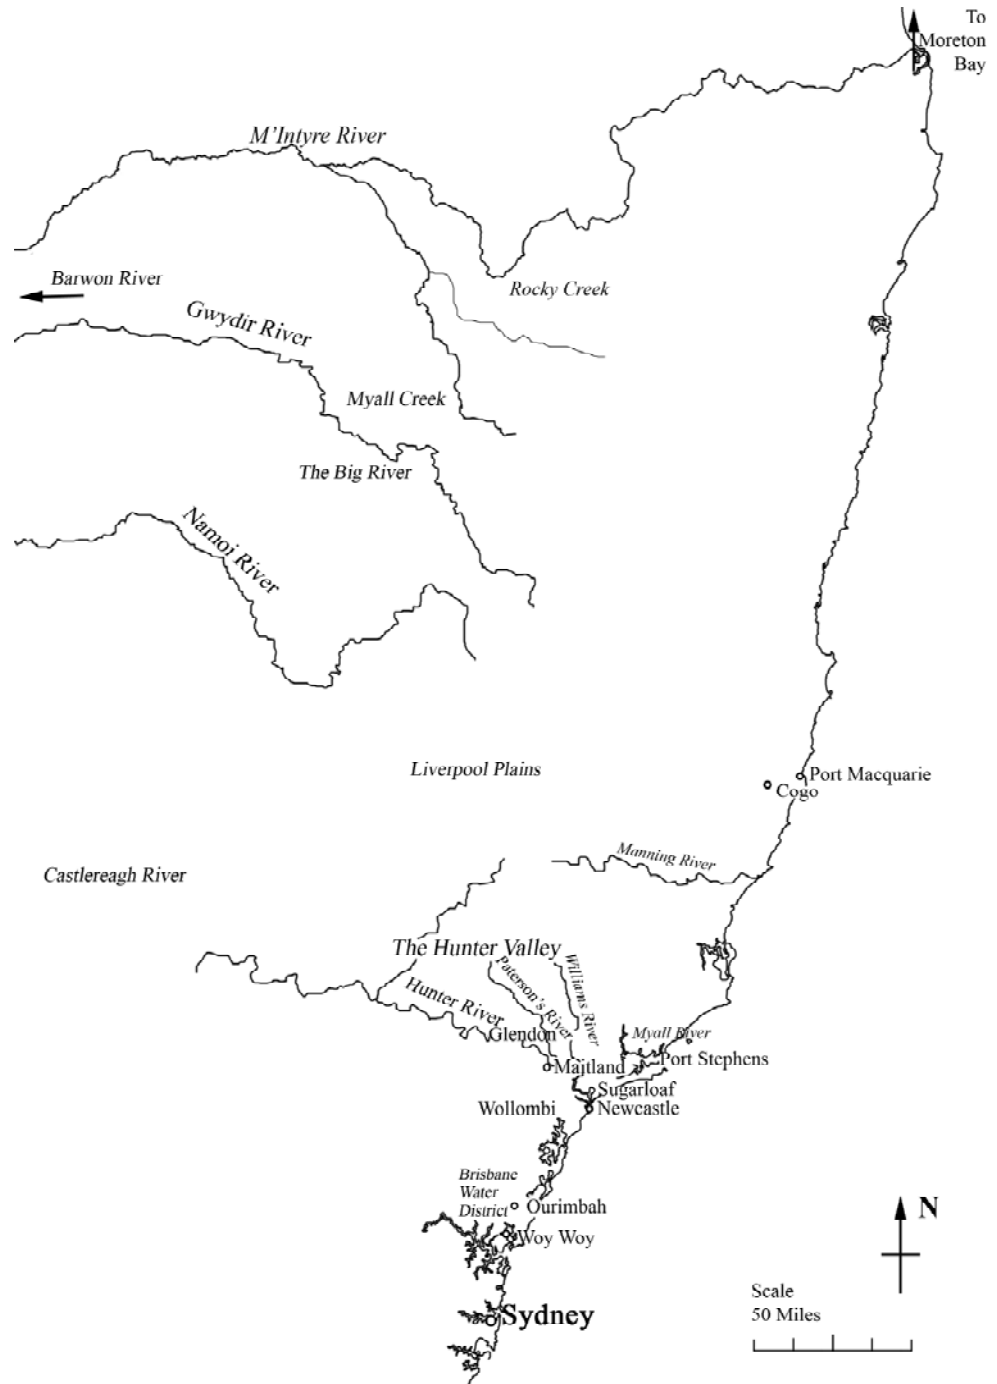 To
Moreton
Bay
M'Intyre River
Barwon River
Rocky Creek
Gwydir River
Myall Creek
The Big River
Namoi River
Liverpool Plains
Port Macquarie
Cogo
Manning River
Castlereagh River
The Hunter Valley
Paterson's River
Williams River
Hunter River
Glendon
Myall River
Maitland
Port Stephens
Sugarloaf
Wollombi
Newcastle
Brisbane
Water
District
Ourimbah
Woy Woy
N
Scale
50 Miles
Sydney